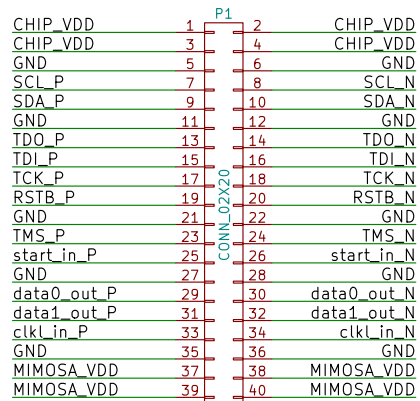 P1
CHIP_VDD 1 2 CHIP_VDD
CHIP_VDD 3 4 CHIP_VDD
GND 5 6 GND
SCL_P 7 8 SCL_N
SDA_P 9 10 SDA_N
GND 11 12 GND
TDO_P 13 14 TDO_N
TDI_P 15 16 TDI_N
TCK_P 17 18 TCK_N
RSTB_P 19 20 RSTB_N
GND 21 22 GND
TMS_P 23 24 TMS_N
start_in_P 25 26 start_in_N
GND 27 28 GND
data0_out_P 29 30 data0_out_N
data1_out_P 31 32 data1_out_N
clkl_in_P 33 34 clkl_in_N
GND 35 36 GND
MIMOSA_VDD 37 38 MIMOSA_VDD
MIMOSA_VDD 39 40 MIMOSA_VDD
CONN_02X20